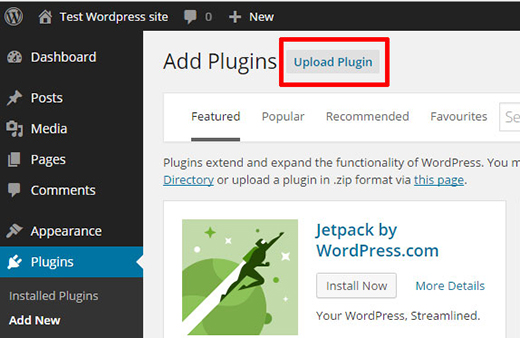 Test Wordpress site 0 + New
Dashboard
Posts
Media
Pages
Comments
Appearance
Plugins
Installed Plugins
Add New
Add Plugins Upload Plugin
Featured Popular Recommended Favourites
Plugins extend and expand the functionality of WordPress. You
Directory or upload a plugin in .zip format via this page.
Jetpack by
WordPress.com
Install Now More Details
Your WordPress, Streamlined.